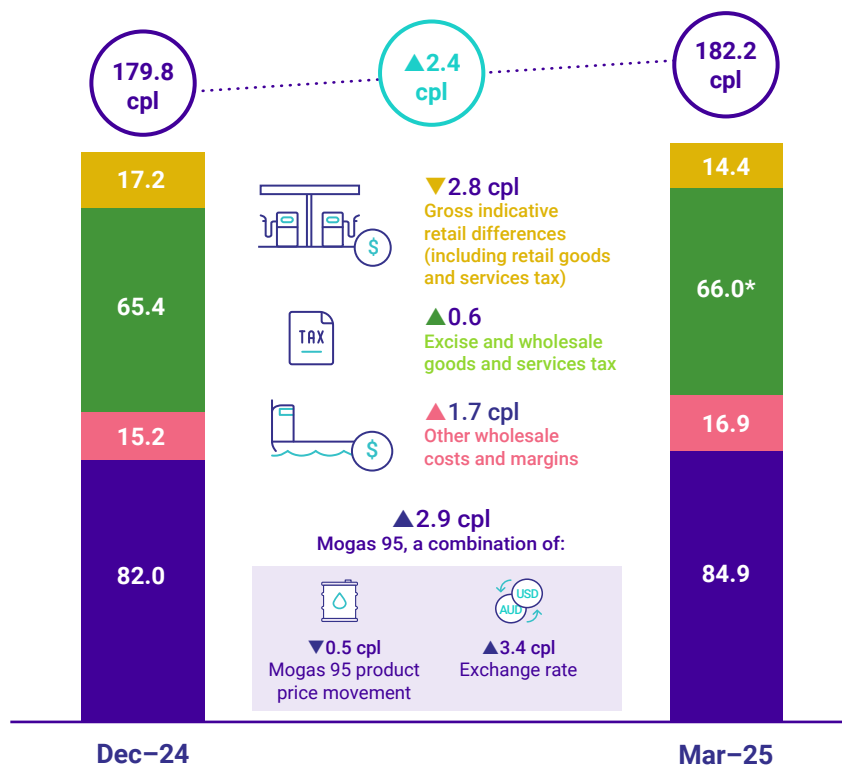 179.8
cpl
▲2.4
cpl
182.2
cpl
17.2
65.4
15.2
82.0
$
▼2.8 cpl
Gross indicative
retail differences
(including retail goods
and services tax)
TAX
▲0.6
Excise and wholesale
goods and services tax
$
▲1.7 cpl
Other wholesale
costs and margins
▲2.9 cpl
Mogas 95, a combination of:
▼0.5 cpl
Mogas 95 product
price movement
USD
AUD
▲3.4 cpl
Exchange rate
14.4
66.0*
16.9
84.9
Dec–24
Mar–25